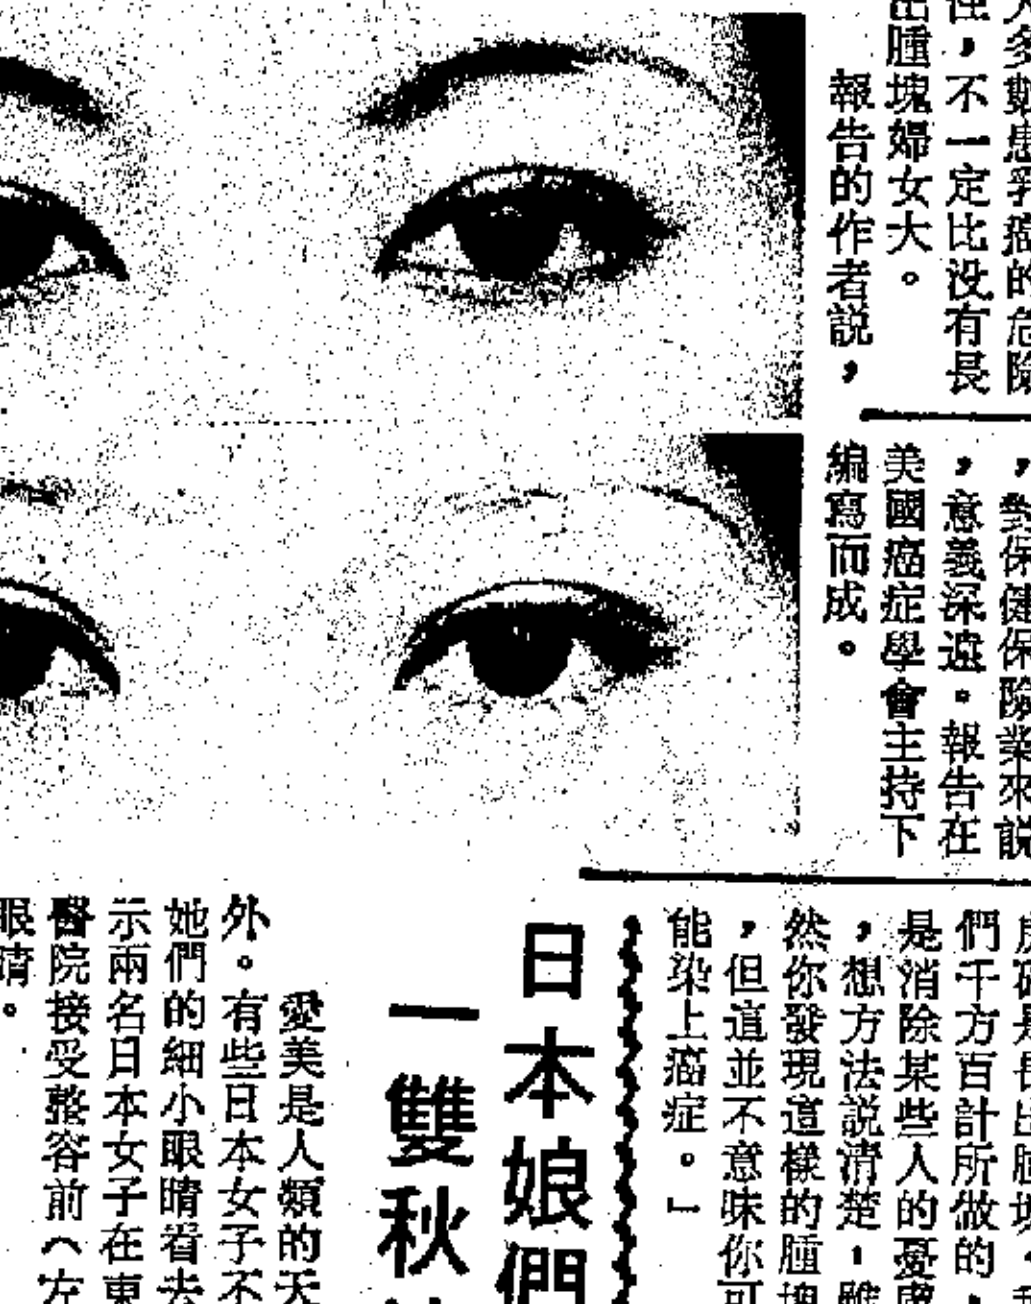 大多數患乳癌的危險
性，不一定比没有長
出腫塊婦女大。
報告的作者説，
，對保健保險業來説
，意義深遠。報告在
美國癌症學會主持下
編寫而成。
們千方百計所做的，
是消除某些人的憂慮
，想方法説清楚，雖
然你發現這樣的腫塊
，但這並不意味你可
能染上癌症。」
日本娘們
一雙秋
愛美是人類的天
外。有些日本女子不
她們的細小眼睛看去
示兩名日本女子在東
醫院接受整容前（左
眼睛。